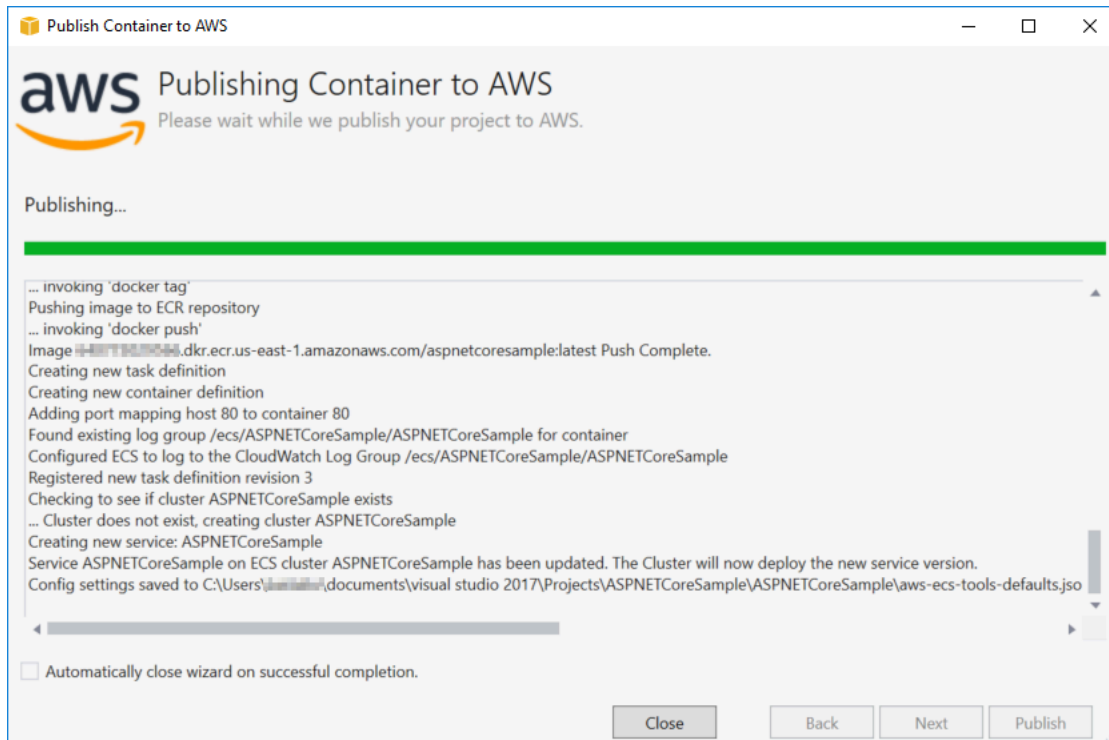 Publish Container to AWS
aws
Publishing Container to AWS
Please wait while we publish your project to AWS.
Publishing...
... invoking 'docker tag'
Pushing image to ECR repository
... invoking 'docker push'
Image .dkr.ecr.us-east-1.amazonaws.com/aspnetcoresample:latest Push Complete.
Creating new task definition
Creating new container definition
Adding port mapping host 80 to container 80
Found existing log group /ecs/ASPNETCoreSample/ASPNETCoreSample for container
Configured ECS to log to the CloudWatch Log Group /ecs/ASPNETCoreSample/ASPNETCoreSample
Registered new task definition revision 3
Checking to see if cluster ASPNETCoreSample exists
... Cluster does not exist, creating cluster ASPNETCoreSample
Creating new service: ASPNETCoreSample
Service ASPNETCoreSample on ECS cluster ASPNETCoreSample has been updated. The Cluster will now deploy the new service version.
Config settings saved to C:\Users\ \documents\visual studio 2017\Projects\ASPNETCoreSample\ASPNETCoreSample\aws-ecs-tools-defaults.jso
Automatically close wizard on successful completion.
Close
Back
Next
Publish